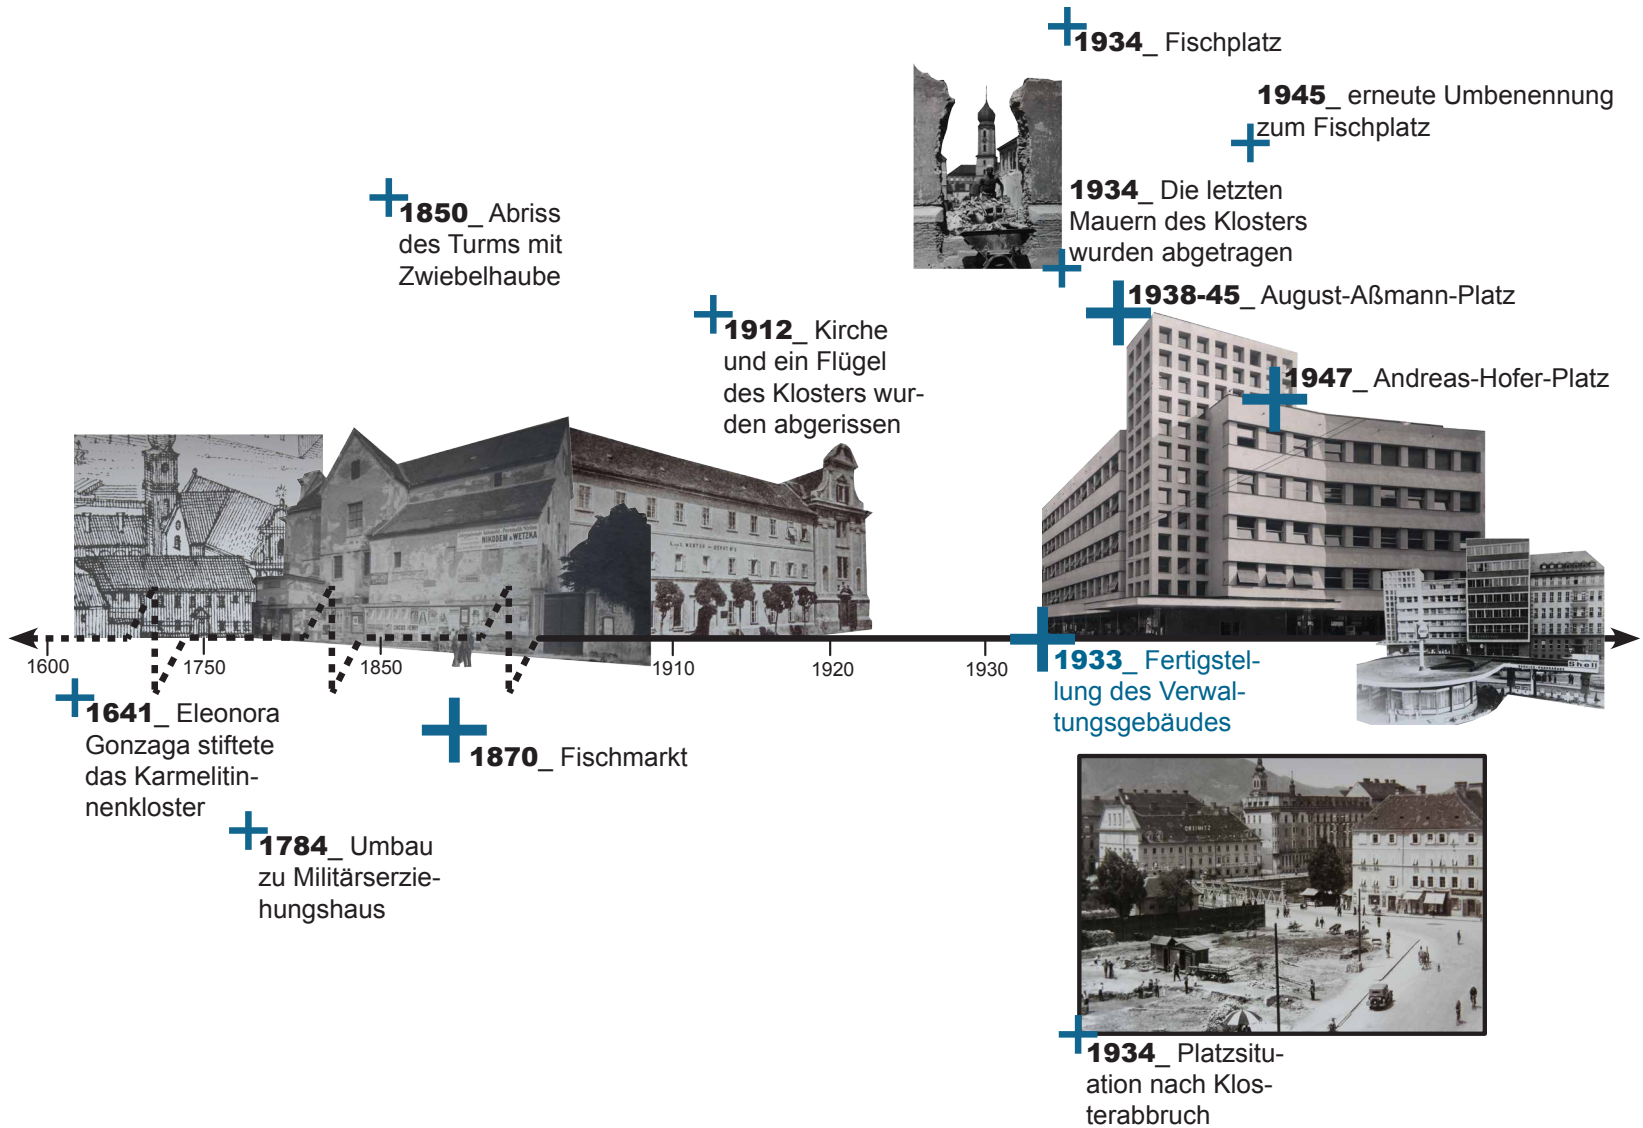 1934_ Fischplatz
1945_ erneute Umbenennung
zum Fischplatz
1850_ Abriss
des Turms mit
Zwiebelhaube
1934_ Die letzten
Mauern des Klosters
wurden abgetragen
1938-45_ August-Aßmann-Platz
1912_ Kirche
und ein Flügel
des Klosters wur-
den abgerissen
1947_ Andreas-Hofer-Platz
NIKODEM & WETZKA
Shell
1600
1750
1850
1910
1920
1930
1933_ Fertigstel-
lung des Verwal-
tungsgebäudes
1641_ Eleonora
Gonzaga stiftete
das Karmelitin-
nenkloster
1870_ Fischmarkt
1784_ Umbau
zu Militärserzie-
hungshaus
1934_ Platzsitu-
ation nach Klos-
terabbruch